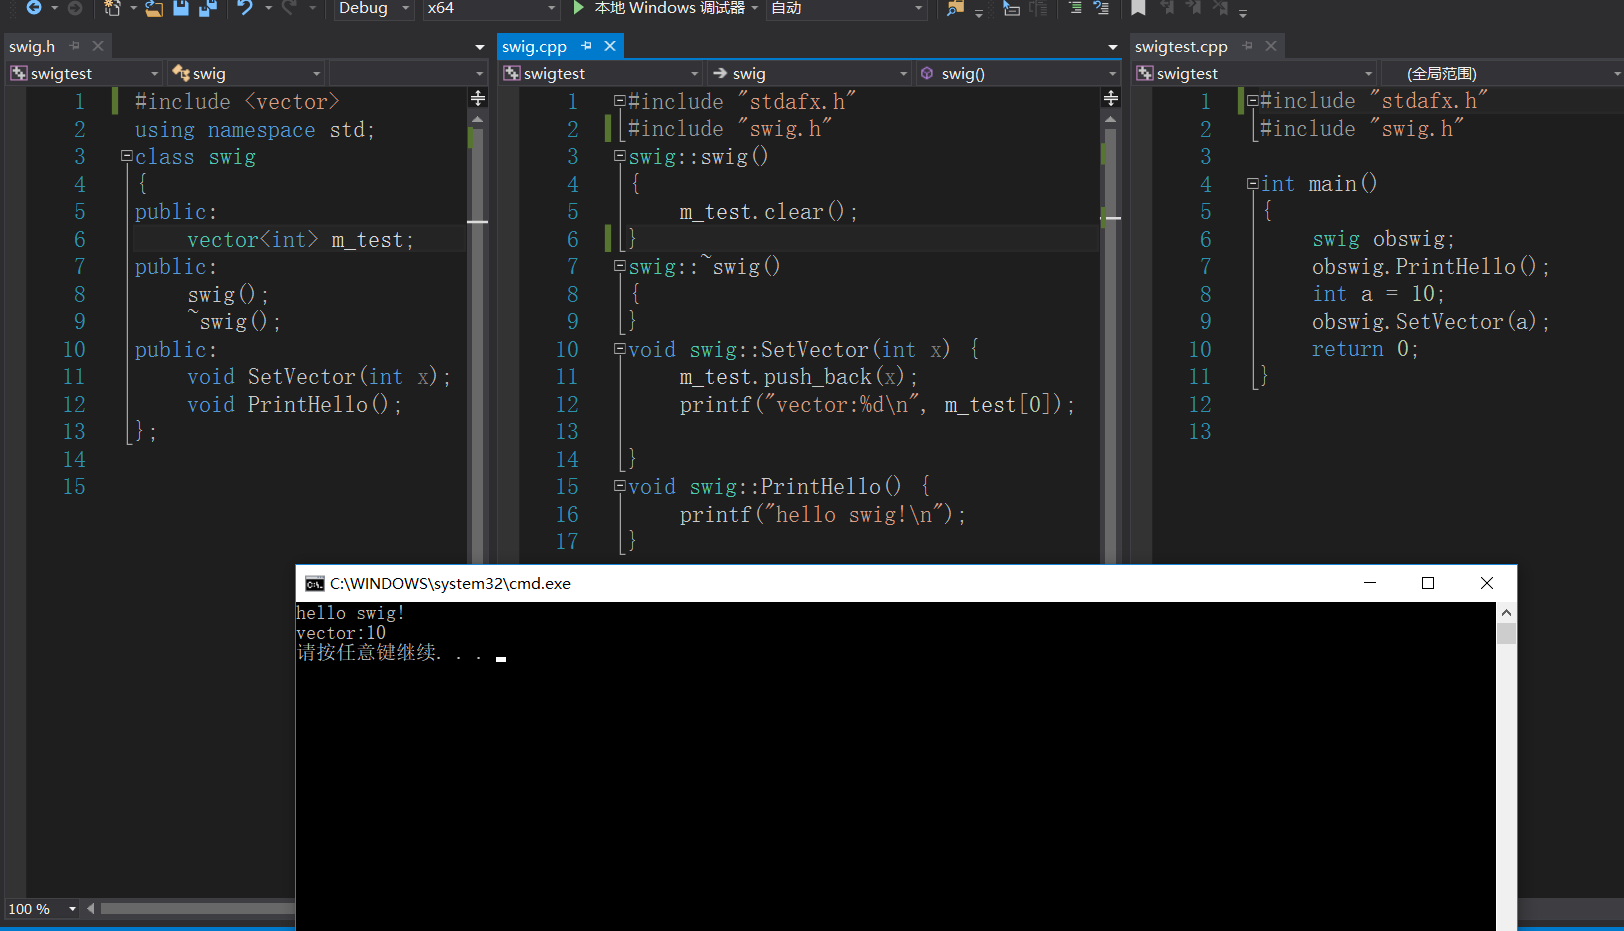 Debug x64 本地 Windows 调试器 自动
swig.h
swigtest swig
1 #include <vector>
2 using namespace std;
3 class swig
4 {
5 public:
6 vector<int> m_test;
7 public:
8 swig();
9 ~swig();
10 public:
11 void SetVector(int x);
12 void PrintHello();
13 };
14
15
100 %
swig.cpp
swigtest swig swig()
1 #include "stdafx.h"
2 #include "swig.h"
3 swig::swig()
4 {
5 m_test.clear();
6 }
7 swig::~swig()
8 {
9 }
10 void swig::SetVector(int x) {
11 m_test.push_back(x);
12 printf("vector:%d\n", m_test[0]);
13
14 }
15 void swig::PrintHello() {
16 printf("hello swig!\n");
17 }
swigtest.cpp
swigtest (全局范围)
1 #include "stdafx.h"
2 #include "swig.h"
3
4 int main()
5 {
6 swig obswig;
7 obswig.PrintHello();
8 int a = 10;
9 obswig.SetVector(a);
10 return 0;
11 }
12
13
C:\WINDOWS\system32\cmd.exe
hello swig!
vector:10
请按任意键继续. . .